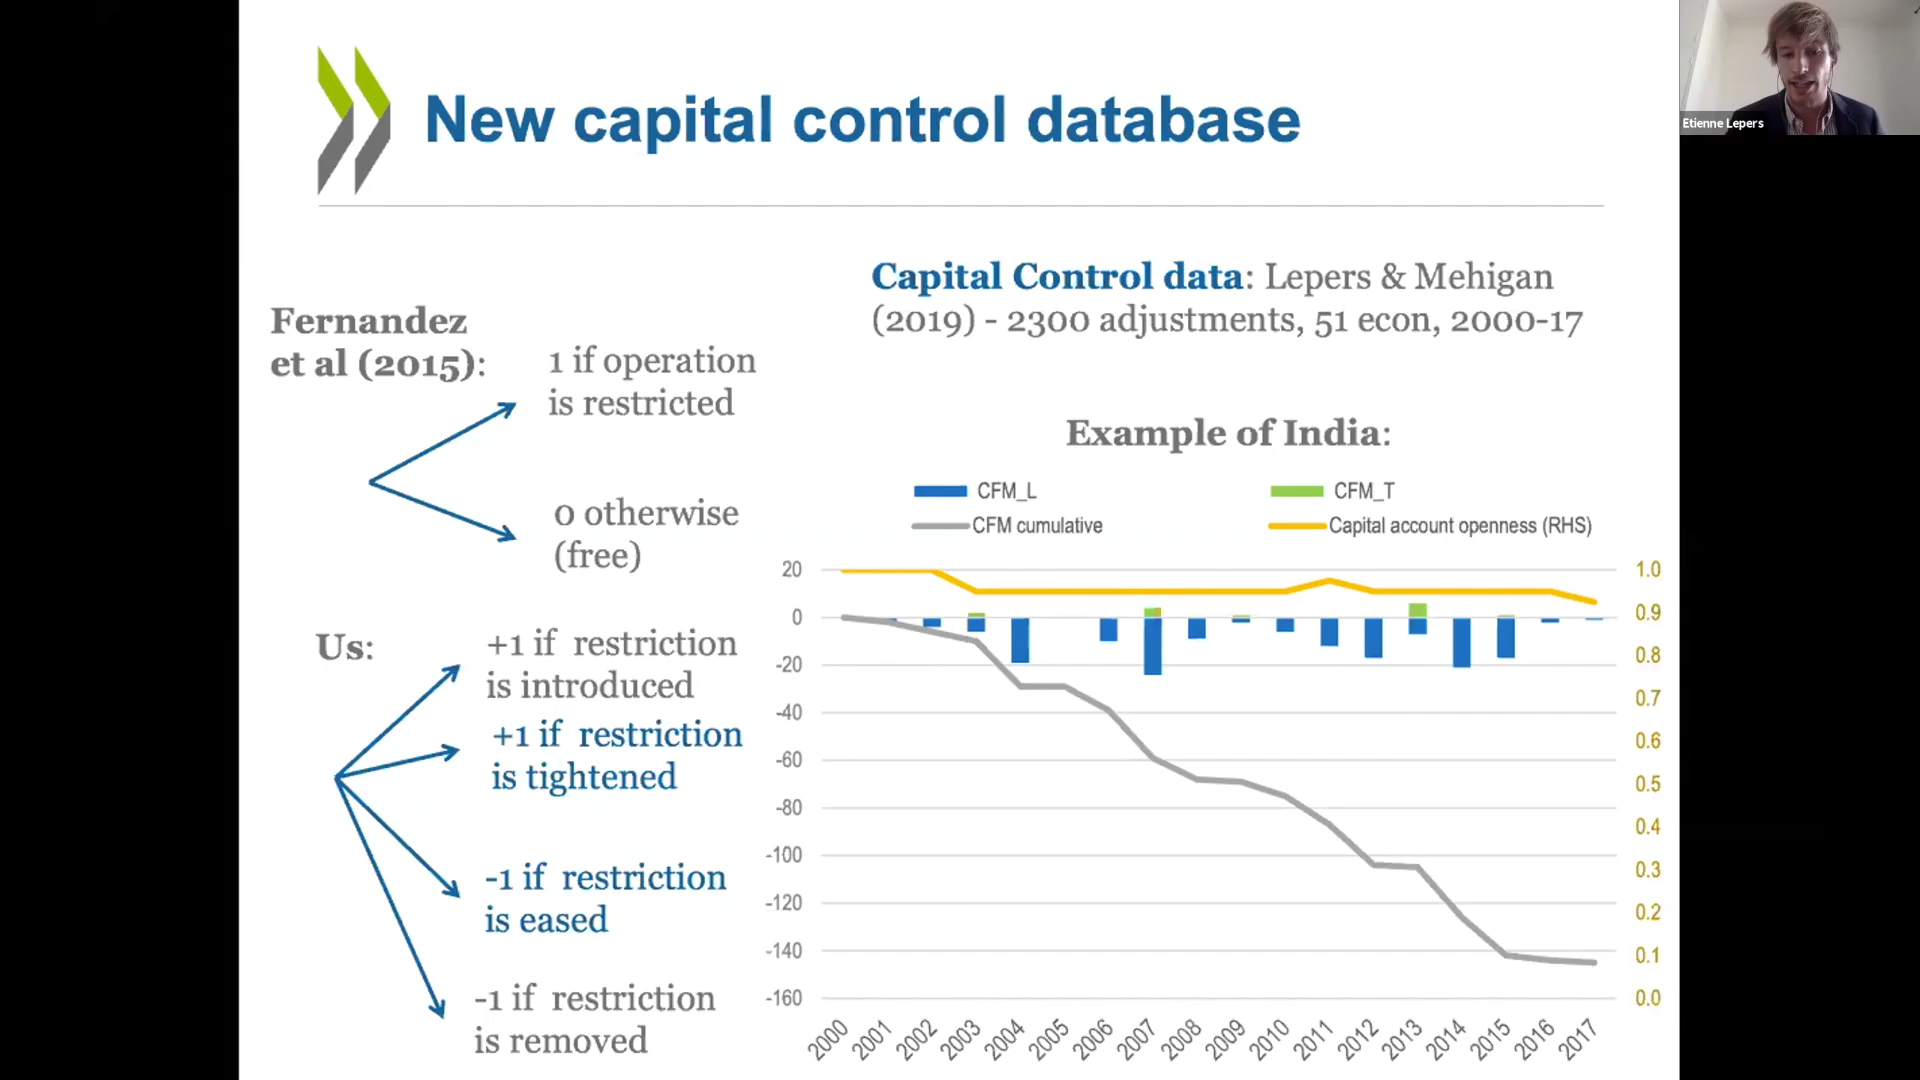 New capital control database
Etienne Lepers
Capital Control data: Lepers & Mehigan
(2019) - 2300 adjustments, 51 econ, 2000-17
Fernandez
et al (2015):
1 if operation
is restricted
0 otherwise
(free)
Us:
+1 if restriction
is introduced
+1 if restriction
is tightened
-1 if restriction
is eased
-1 if restriction
is removed
Example of India:
CFM_L
CFM_T
CFM cumulative
Capital account openness (RHS)
20
0
-20
-40
-60
-80
-100
-120
-140
-160
1.0
0.9
0.8
0.7
0.6
0.5
0.4
0.3
0.2
0.1
0.0
2000
2001
2002
2003
2004
2005
2006
2007
2008
2009
2010
2011
2012
2013
2014
2015
2016
2017